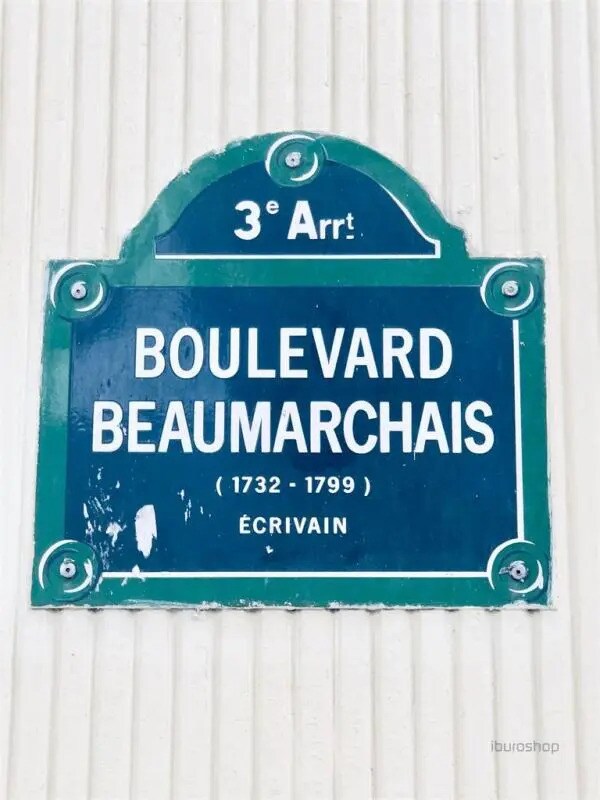 3e Arrt
BOULEVARD
BEAUMARCHAIS
( 1732 - 1799 )
ÉCRIVAIN
iburoshop